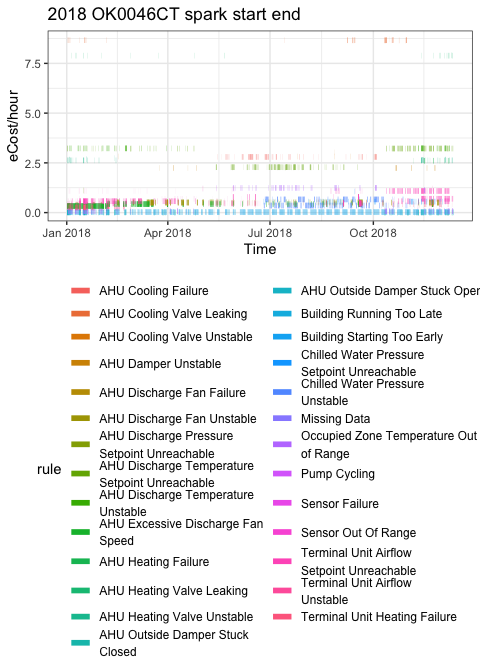 2018 OK0046CT spark start end
7.5
5.0
2.5
0.0
eCost/hour
Jan 2018
Apr 2018
Jul 2018
Oct 2018
Time
rule
AHU Cooling Failure
AHU Cooling Valve Leaking
AHU Cooling Valve Unstable
AHU Damper Unstable
AHU Discharge Fan Failure
AHU Discharge Fan Unstable
AHU Discharge Pressure
Setpoint Unreachable
AHU Discharge Temperature
Setpoint Unreachable
AHU Discharge Temperature
Unstable
AHU Excessive Discharge Fan
Speed
AHU Heating Failure
AHU Heating Valve Leaking
AHU Heating Valve Unstable
AHU Outside Damper Stuck
Closed
AHU Outside Damper Stuck Oper
Building Running Too Late
Building Starting Too Early
Chilled Water Pressure
Setpoint Unreachable
Chilled Water Pressure
Unstable
Missing Data
Occupied Zone Temperature Out
of Range
Pump Cycling
Sensor Failure
Sensor Out Of Range
Terminal Unit Airflow
Setpoint Unreachable
Terminal Unit Airflow
Unstable
Terminal Unit Heating Failure